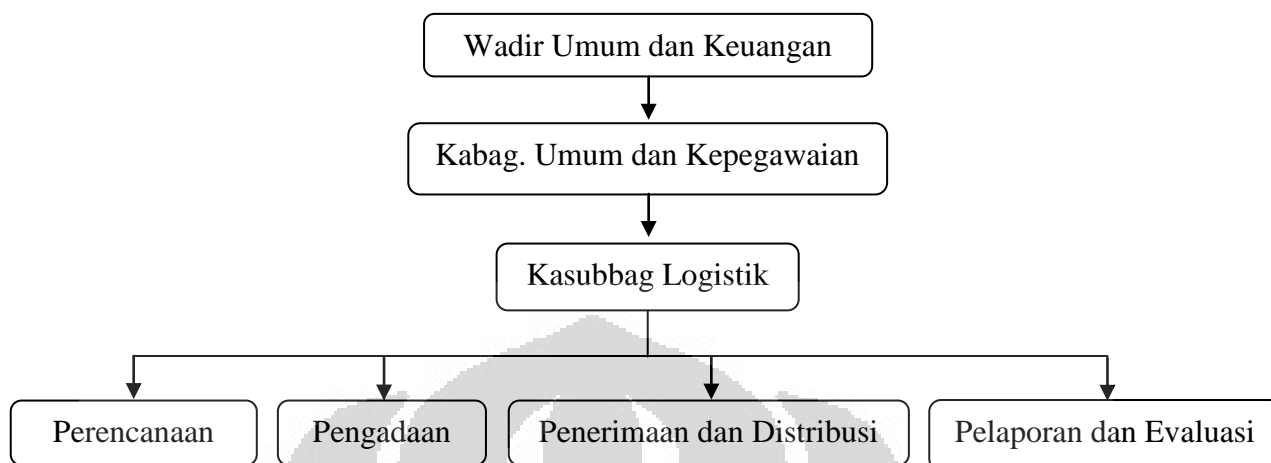 Wadir Umum dan Keuangan
Kabag. Umum dan Kepegawaian
Kasubbag Logistik
Perencanaan
Pengadaan
Penerimaan dan Distribusi
Pelaporan dan Evaluasi